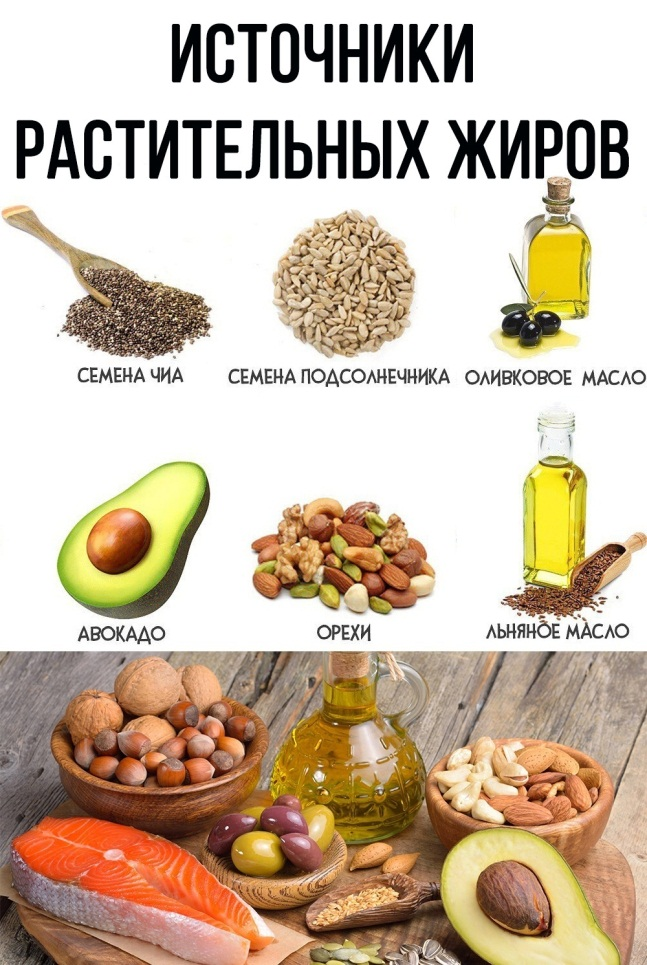 ИСТОЧНИКИ
РАСТИТЕЛЬНЫХ ЖИРОВ
СЕМЕНА ЧИА
СЕМЕНА ПОДСОЛНЕЧНИКА
ОЛИВКОВОЕ МАСЛО
АВОКАДО
ОРЕХИ
ЛЬНЯНОЕ МАСЛО